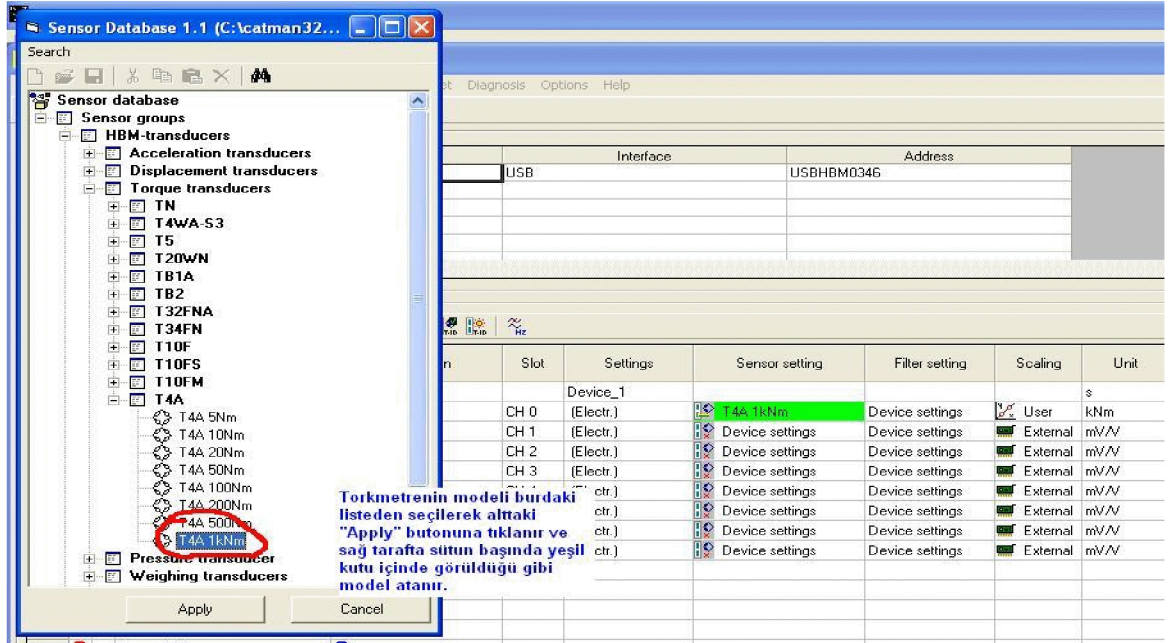 Sensor Database 1.1 (C:\catman32...
Search
Sensor database
Sensor groups
HBM-transducers
Acceleration transducers
Displacement transducers
Torque transducers
TN
T4WA-S3
T5
T20WN
TB1A
TB2
T32FNA
T34FN
T10F
T10FS
T10FM
T4A
T4A 5Nm
T4A 10Nm
T4A 20Nm
T4A 50Nm
T4A 100Nm
T4A 200Nm
T4A 500Nm
T4A 1kNm
Pressure transducer
Weighing transducers
Apply Cancel
Diagnosis Options Help
Interface Address
USB USBHBM0346
Slot Settings Sensor setting Filter setting Scaling Unit
Device_1 s
CH 0 (Electr.) T4A 1kNm Device settings User kNm
CH 1 (Electr.) Device settings Device settings External mV/V
CH 2 (Electr.) Device settings Device settings External mV/V
CH 3 (Electr.) Device settings Device settings External mV/V
Device settings Device settings External mV/V
ctr.) Device settings Device settings External mV/V
ctr.) Device settings Device settings External mV/V
ctr.) Device settings Device settings External mV/V
Torkmetrenin modeli burdaki
listeden seçilerek alttaki
"Apply" butonuna tıklanır ve
sağ tarafta sütun başında yeşil
kutu içinde görüldüğü gibi
model atanır.